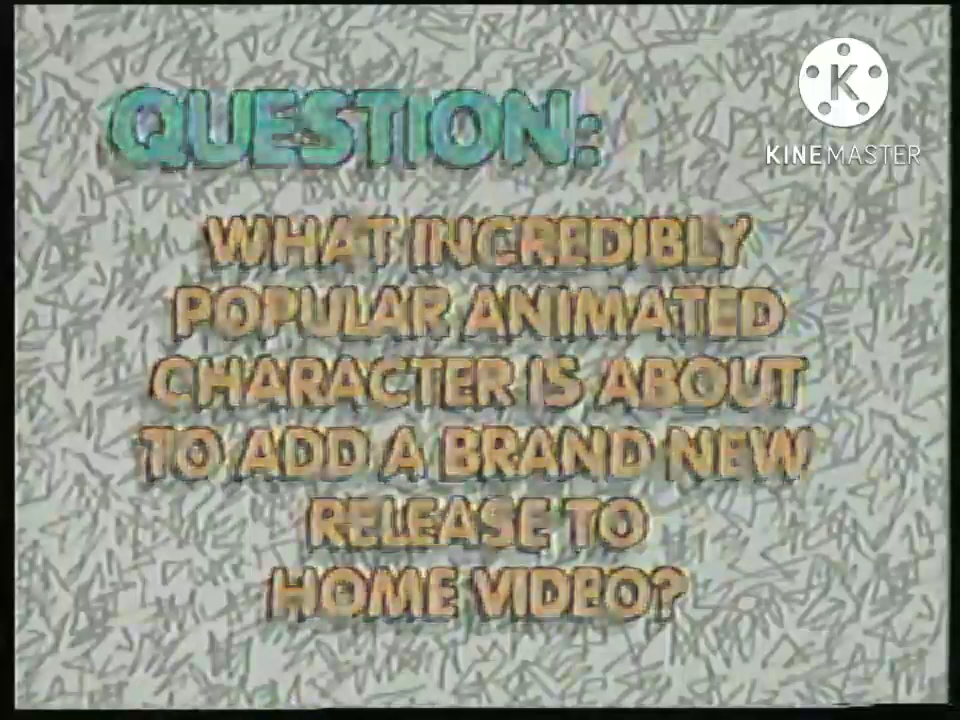 K
KINEMASTER
QUESTION:
WHAT INCREDIBLY
POPULAR ANIMATED
CHARACTER IS ABOUT
TO ADD A BRAND NEW
RELEASE TO
HOME VIDEO?